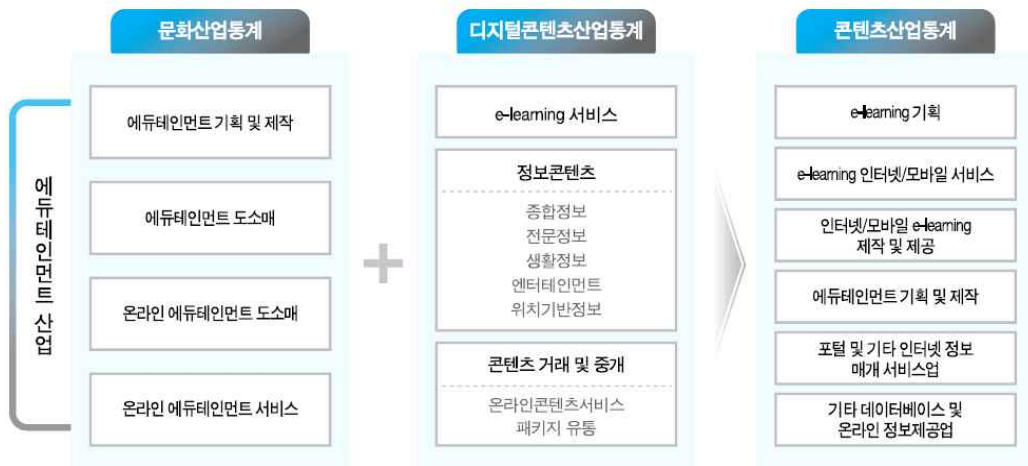 문화산업통계
디지털콘텐츠산업통계
콘텐츠산업통계
에듀테인먼트 산업
에듀테인먼트 기획 및 제작
에듀테인먼트 도소매
온라인 에듀테인먼트 도소매
온라인 에듀테인먼트 서비스
+
e-learning 서비스
정보콘텐츠
종합정보
전문정보
생활정보
엔터테인먼트
위치기반정보
콘텐츠 거래 및 중개
온라인콘텐츠서비스
패키지 유통
e-learning 기획
e-learning 인터넷/모바일 서비스
인터넷/모바일 e-learning
제작 및 제공
에듀테인먼트 기획 및 제작
포털 및 기타 인터넷 정보
매개 서비스업
기타 데이터베이스 및
온라인 정보제공업